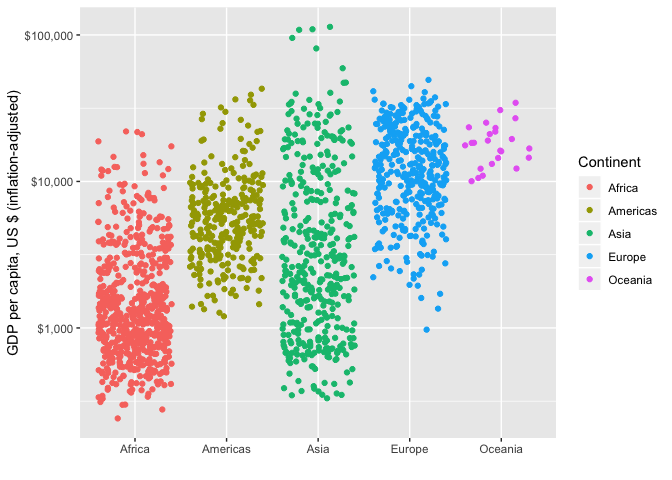 GDP per capita, US $ (inflation-adjusted)
$100,000
$10,000
$1,000
Africa
Americas
Asia
Europe
Oceania
Continent
Africa
Americas
Asia
Europe
Oceania